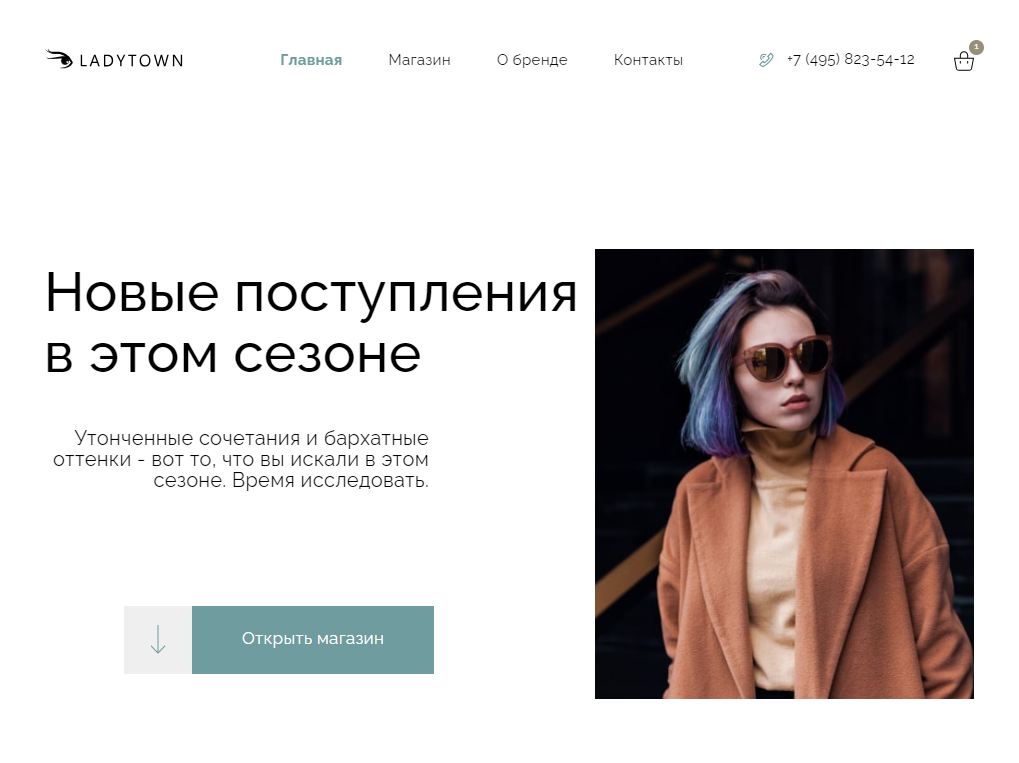 LADYTOWN
Главная Магазин О бренде Контакты +7 (495) 823-54-12 1
Новые поступления
в этом сезоне
Утонченные сочетания и бархатные
оттенки - вот то, что вы искали в этом
сезоне. Время исследовать.
Открыть магазин